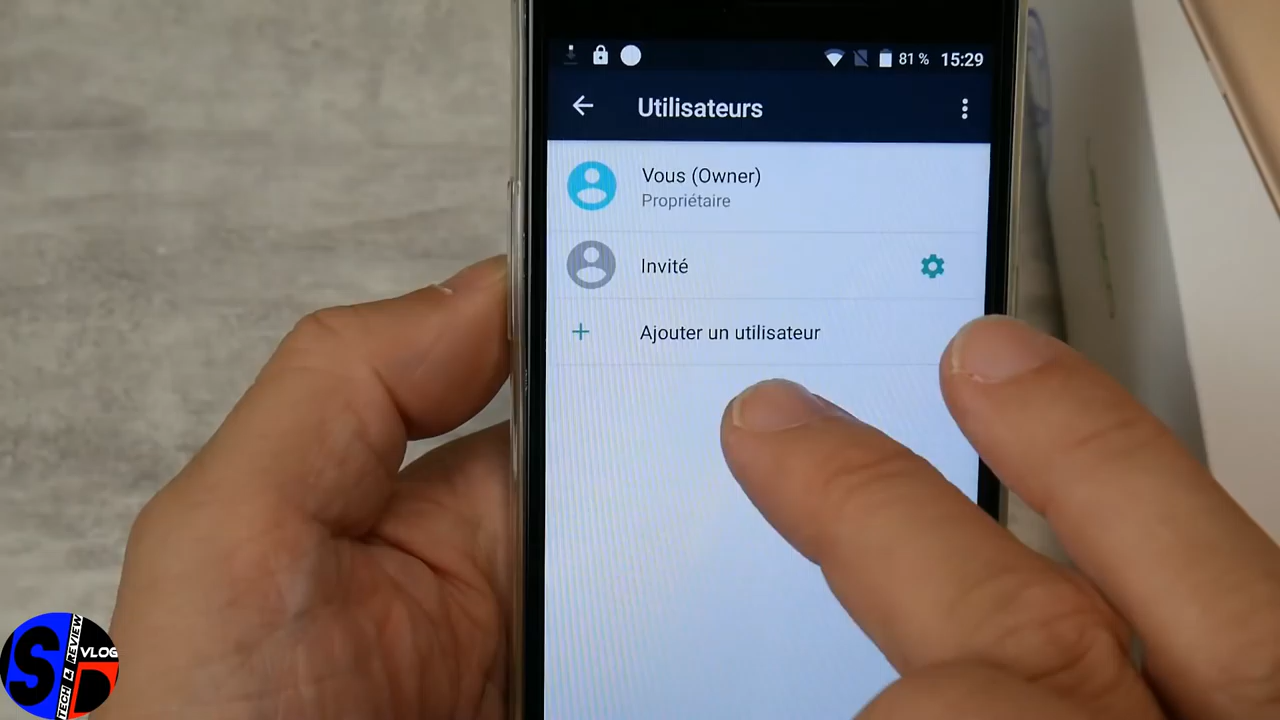 81 % 15:29
Utilisateurs
Vous (Owner)
Propriétaire
Invité
Ajouter un utilisateur
S
D
TECH & REVIEW
VLOG